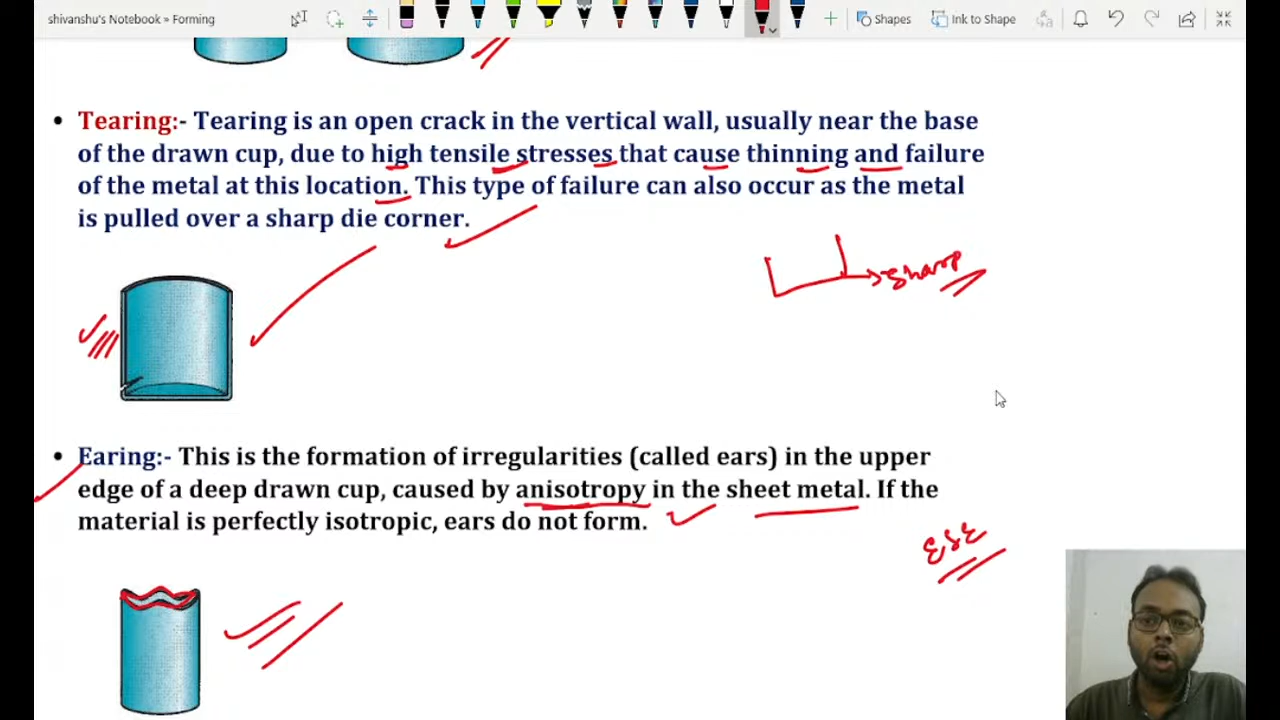 shivanshu's Notebook » Forming
Shapes
Ink to Shape
• Tearing:- Tearing is an open crack in the vertical wall, usually near the base
of the drawn cup, due to high tensile stresses that cause thinning and failure
of the metal at this location. This type of failure can also occur as the metal
is pulled over a sharp die corner.
sharp
• Earing:- This is the formation of irregularities (called ears) in the upper
edge of a deep drawn cup, caused by anisotropy in the sheet metal. If the
material is perfectly isotropic, ears do not form.
ESE